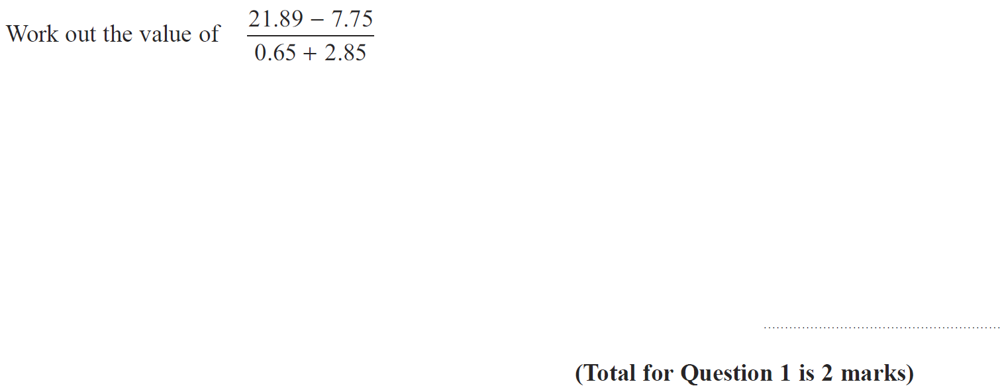 Work out the value of \frac{21.89 − 7.75}{0.65 + 2.85}
(Total for Question 1 is 2 marks)